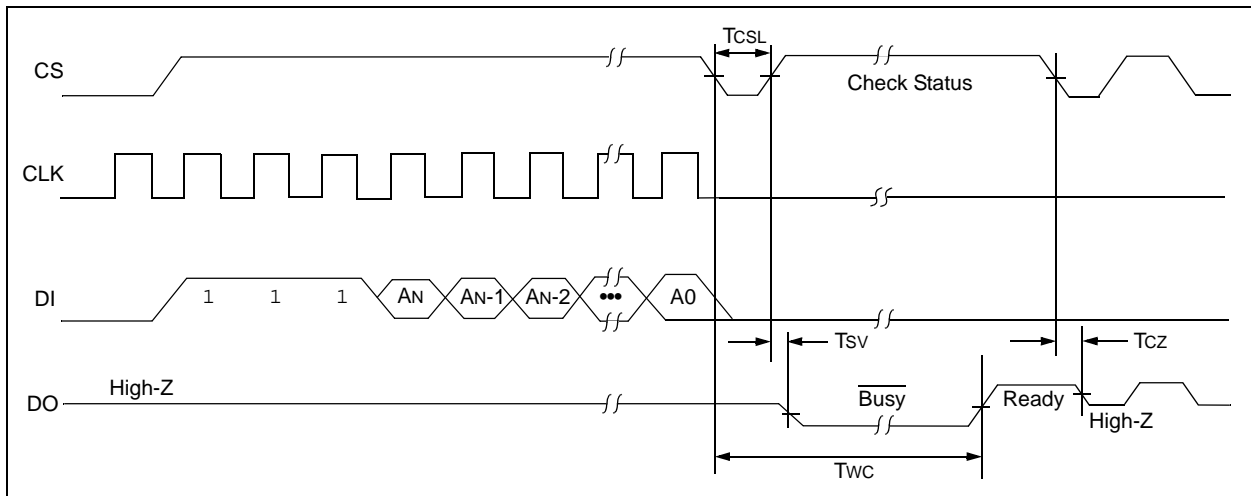 TCSL
CS
Check Status
CLK
DI
1 1 1 AN AN-1 AN-2 ••• A0
TSV
TCZ
High-Z
DO
Busy
Ready
High-Z
TWC